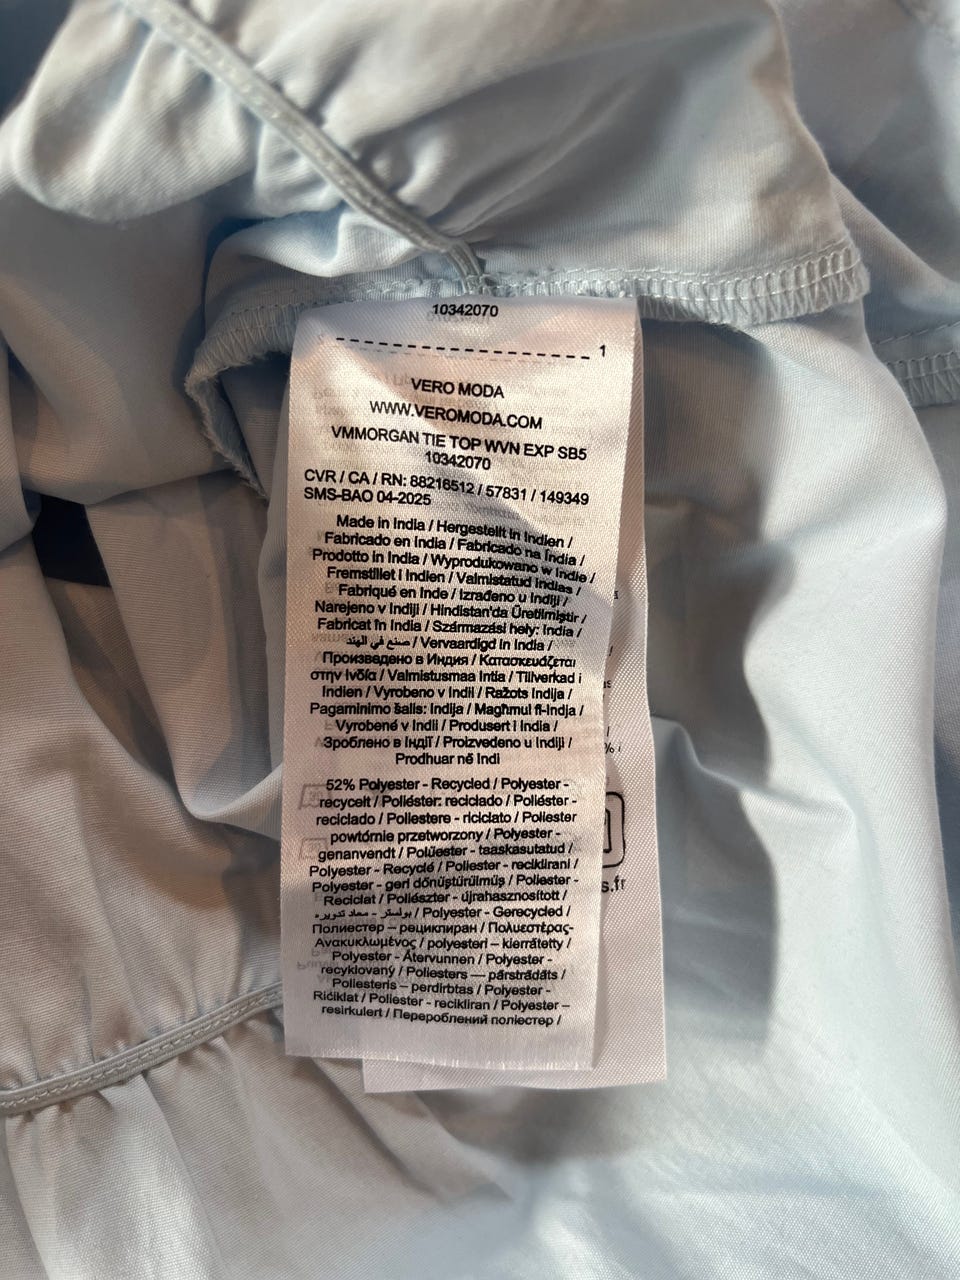 10342070
1
VERO MODA
WWW.VEROMODA.COM
VMMORGAN TIE TOP WVN EXP SB5
10342070
CVR / CA / RN: 88216512 / 57831 / 149349
SMS-BAO 04-2025
Made in India / Hergestellt in Indien /
Fabricado en India / Fabricado na Índia /
Prodotto in India / Wyprodukowano w Indie /
Fremstillet i Indien / Valmistatud Indias /
Fabriqué en Inde / Izrađeno u Indiji /
Narejeno v Indiji / Hindistan'da Üretilmiştir /
Fabricat în India / Származási hely: India /
صنع في الهند / Vervaardigd in India /
Произведено в Индия / Κατασκευάζεται
στην Ινδία / Valmistusmaa Intia / Tillverkad i
Indien / Vyrobeno v Indii / Ražots Indija /
Pagaminimo šalis: Indija / Magħmul fl-Indja /
Vyrobené v Indii / Produsert i India /
Зроблено в Індії / Proizvedeno u Indiji /
Prodhuar në Indi
52% Polyester - Recycled / Polyester -
recycelt / Poliéster: reciclado / Poliéster -
reciclado / Poliestere - riciclato / Poliester
powtórnie przetworzony / Polyester -
genanvendt / Polüester - taaskasutatud /
Polyester - Recyclé / Poliester - reciklirani /
Polyester - geri dönüştürülmüş / Poliester -
Reciclat / Poliészter - újrahasznosított /
بوليستر - معاد تدويره / Polyester - Gerecycled /
Полиестер – рециклиран / Πολυεστέρας-
Ανακυκλωμένος / polyesteri – kierrätetty /
Polyester - Återvunnen / Polyester -
recyklovaný / Poliesters — pārstrādāts /
Poliesteris – perdirbtas / Polyester -
Riċiklat / Poliester - recikliran / Polyester –
resirkulert / Перероблений поліестер /
% i
s.fr